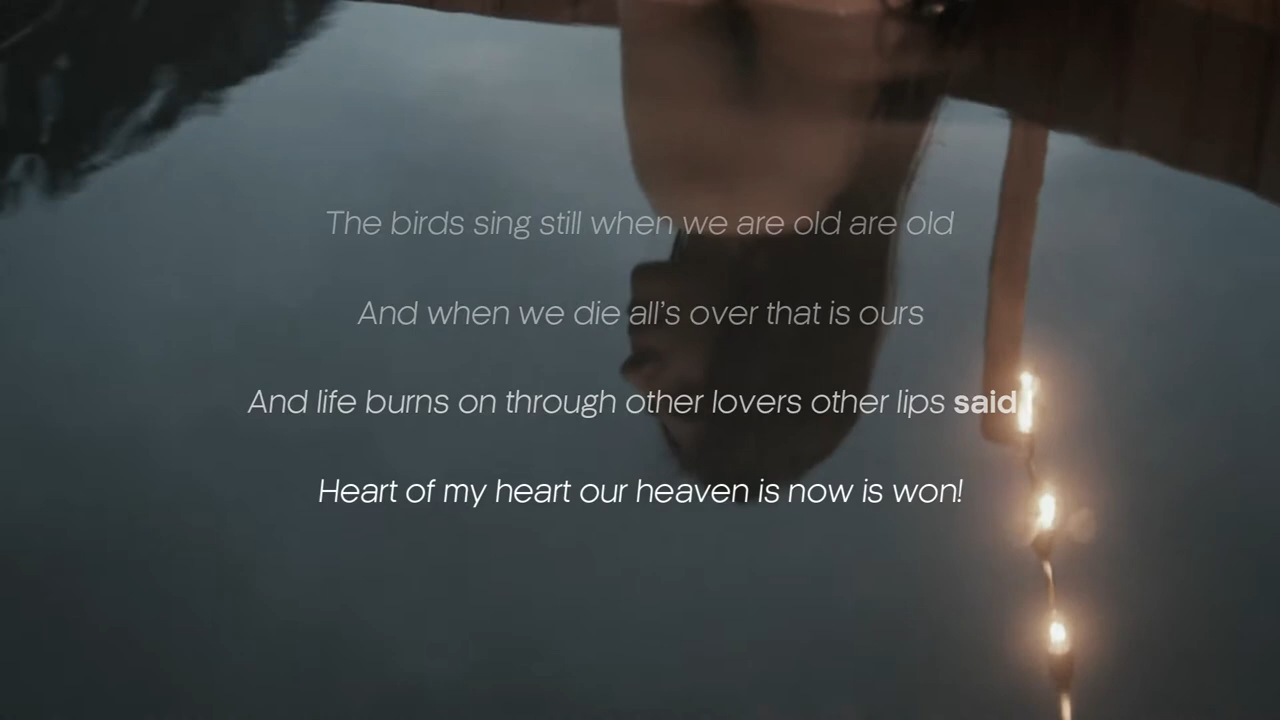 The birds sing still when we are old are old
And when we die all's over that is ours
And life burns on through other lovers other lips said I
Heart of my heart our heaven is now is won!